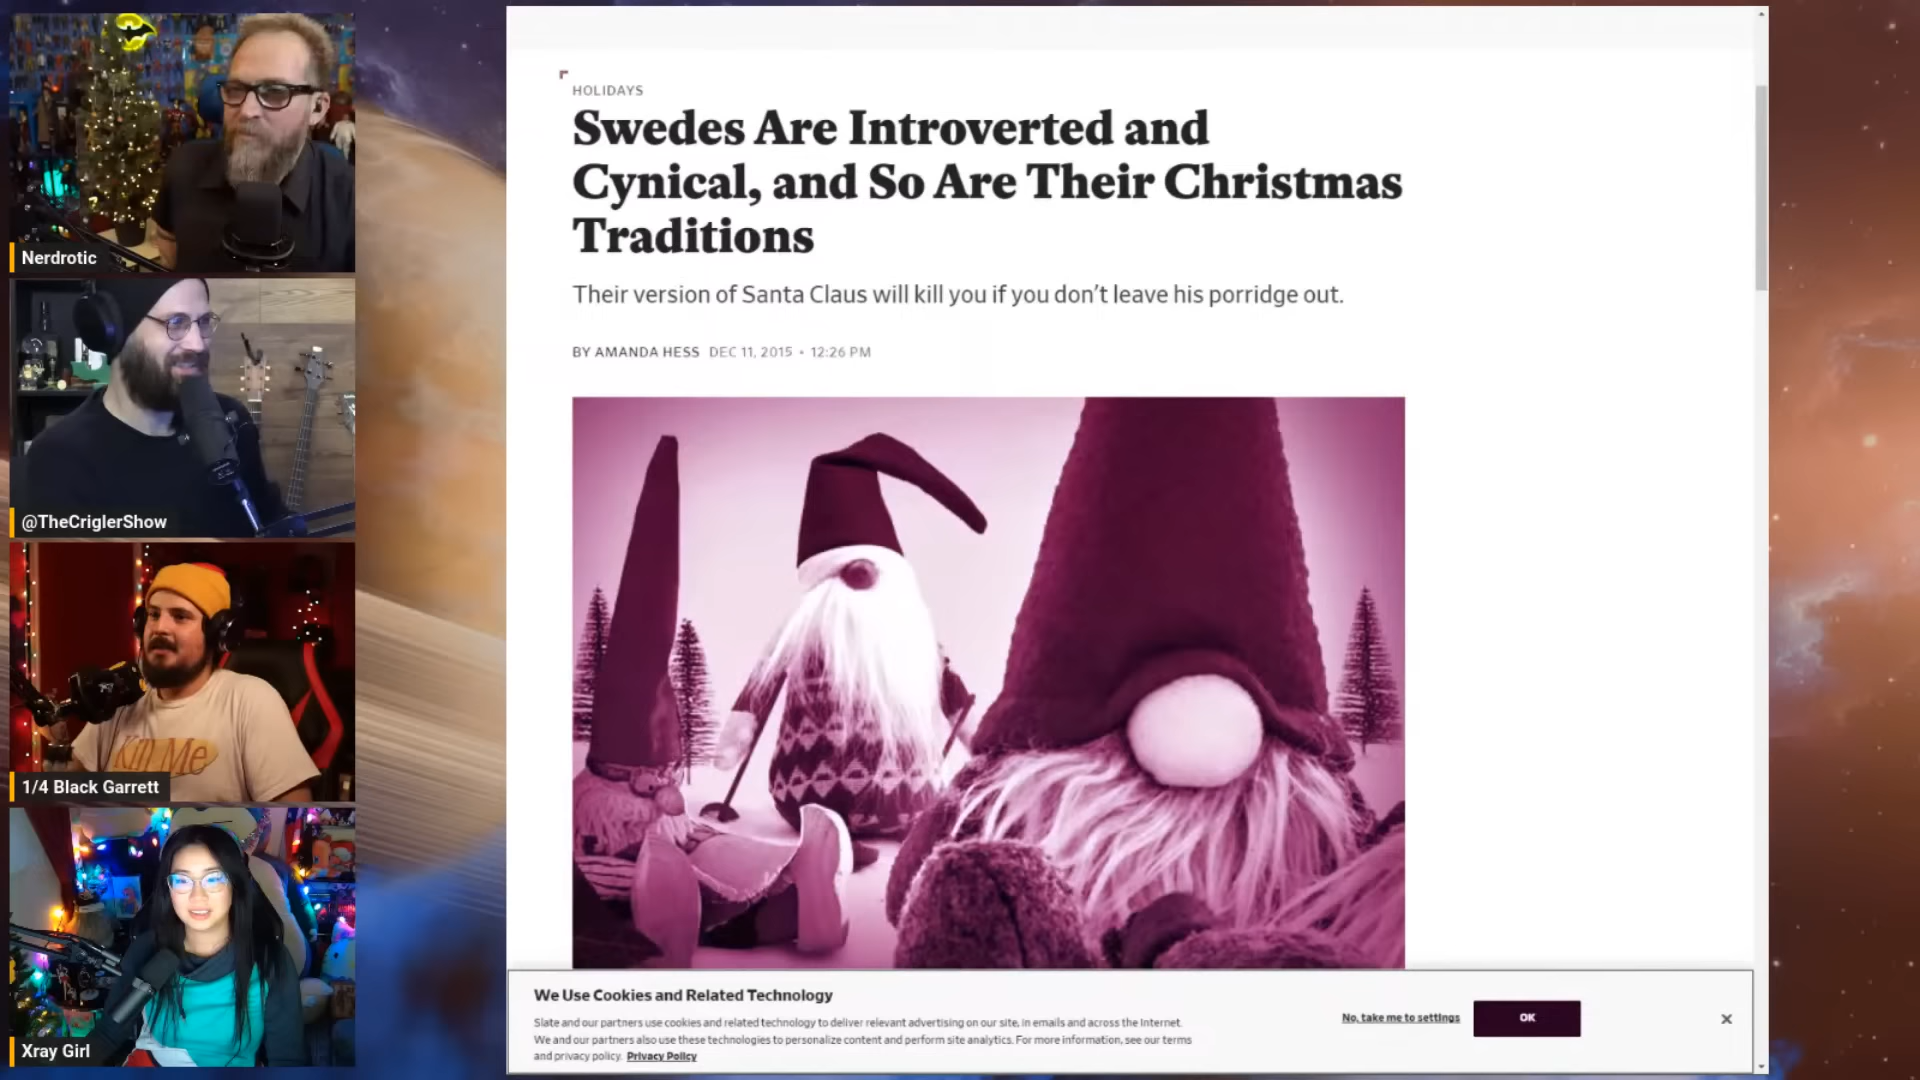 Nerdrotic
@TheCriglerShow
Kill Me
1/4 Black Garrett
Xray Girl
HOLIDAYS
Swedes Are Introverted and
Cynical, and So Are Their Christmas
Traditions
Their version of Santa Claus will kill you if you don’t leave his porridge out.
BY AMANDA HESS DEC 11, 2015 • 12:26 PM
We Use Cookies and Related Technology
Slate and our partners use cookies and related technology to deliver relevant advertising on our site, in emails and across the Internet.
We and our partners also use these technologies to personalize content and perform site analytics. For more information, see our terms
and privacy policy. Privacy Policy
No, take me to settings
OK